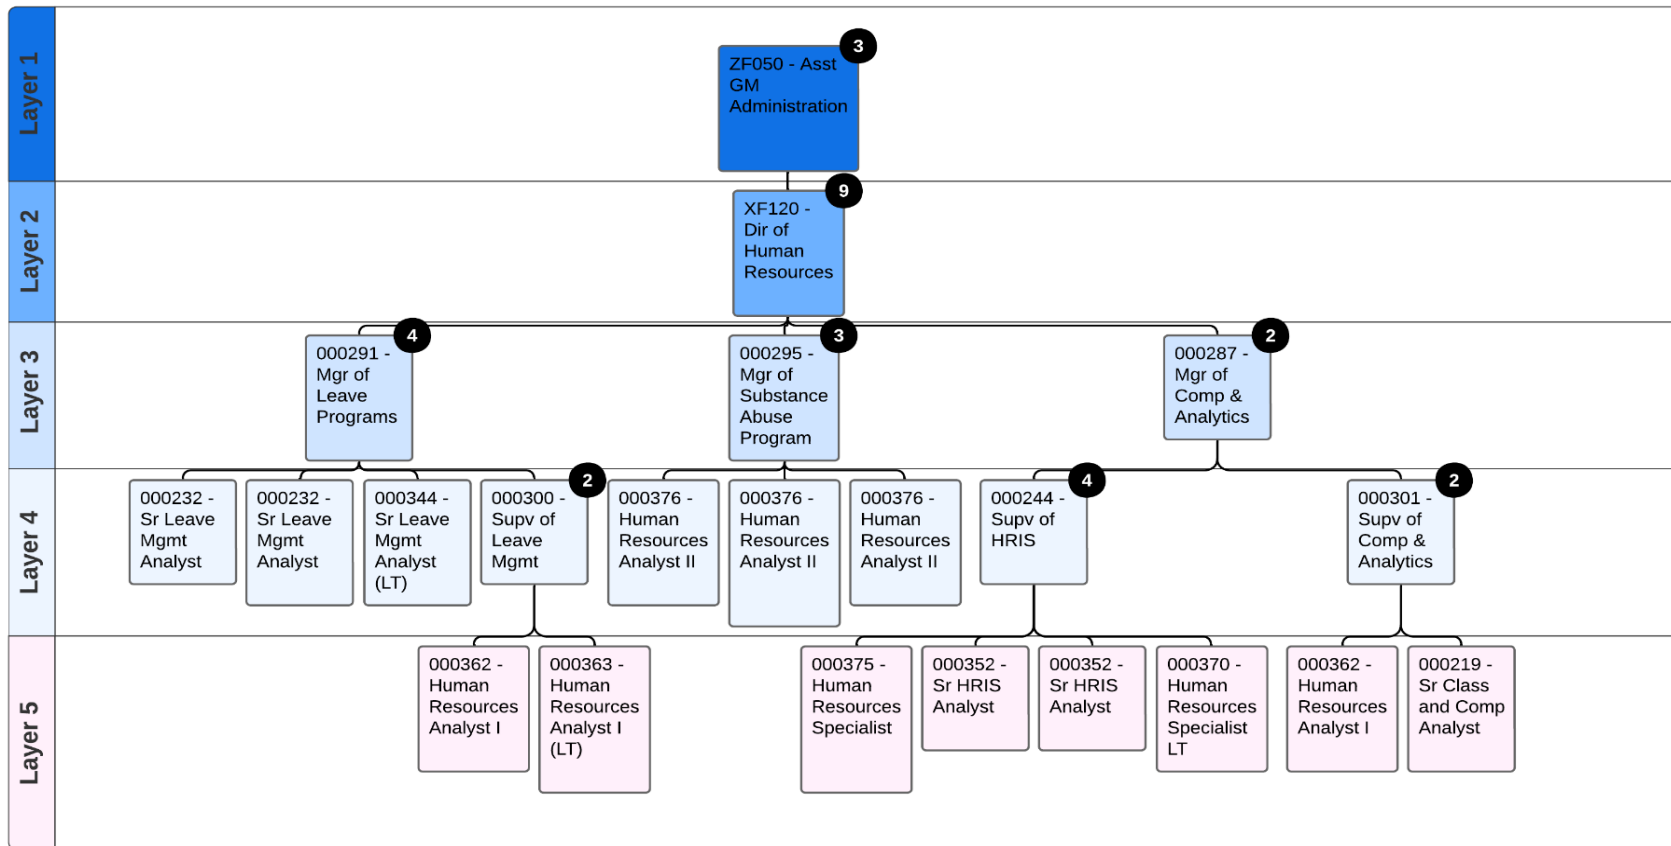 Layer 1
3
ZF050 - Asst
GM
Administration
Layer 2
9
XF120 -
Dir of
Human
Resources
Layer 3
4
000291 -
Mgr of
Leave
Programs
3
000295 -
Mgr of
Substance
Abuse
Program
2
000287 -
Mgr of
Comp &
Analytics
Layer 4
000232 -
Sr Leave
Mgmt
Analyst
000232 -
Sr Leave
Mgmt
Analyst
000344 -
Sr Leave
Mgmt
Analyst
(LT)
2
000300 -
Supv of
Leave
Mgmt
000376 -
Human
Resources
Analyst II
000376 -
Human
Resources
Analyst II
000376 -
Human
Resources
Analyst II
4
000244 -
Supv of
HRIS
2
000301 -
Supv of
Comp &
Analytics
Layer 5
000362 -
Human
Resources
Analyst I
000363 -
Human
Resources
Analyst I
(LT)
000375 -
Human
Resources
Specialist
000352 -
Sr HRIS
Analyst
000352 -
Sr HRIS
Analyst
000370 -
Human
Resources
Specialist
LT
000362 -
Human
Resources
Analyst I
000219 -
Sr Class
and Comp
Analyst